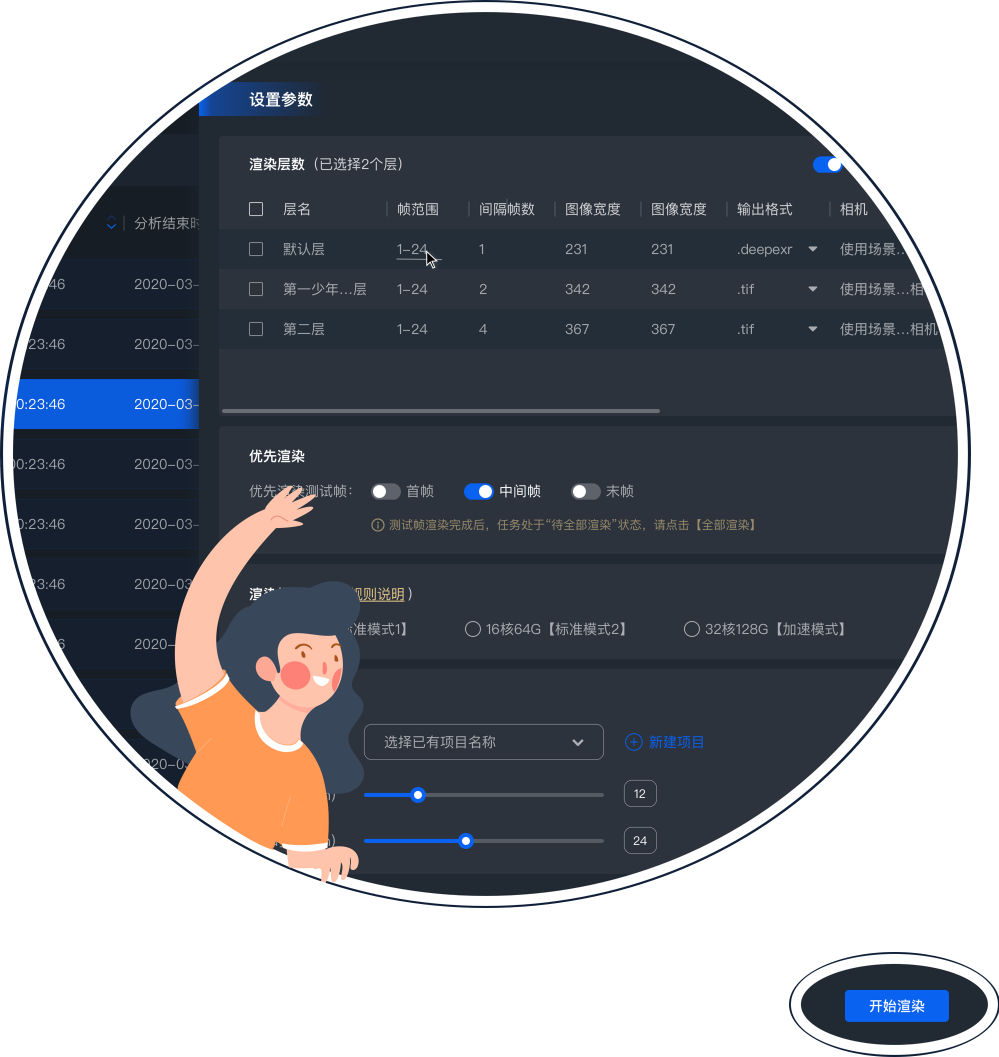 设置参数
渲染层数（已选择2个层）
分析结束时
层名 帧范围 间隔帧数 图像宽度 图像宽度 输出格式 相机
默认层 1-24 1 231 231 .deepexr 使用场景...
第一少年...层 1-24 2 342 342 .tif 使用场景...相
第二层 1-24 4 367 367 .tif 使用场景...相机
:46 2020-03-
23:46 2020-03-
0:23:46 2020-03-
00:23:46 2020-03-
23:46 2020-03-
3:46 2020-03
2020-
优先渲染
优先渲染测试帧： 首帧 中间帧 末帧
测试帧渲染完成后，任务处于“待全部渲染”状态，请点击【全部渲染】
渲 规则说明）
准模式1】 16核64G【标准模式2】 32核128G【加速模式】
选择已有项目名称 新建项目
12
24
开始渲染